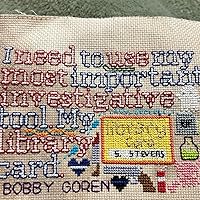 I need to use my
most important
investigative
tool My
library
card
S. STEVENS
BOBBY GOREN